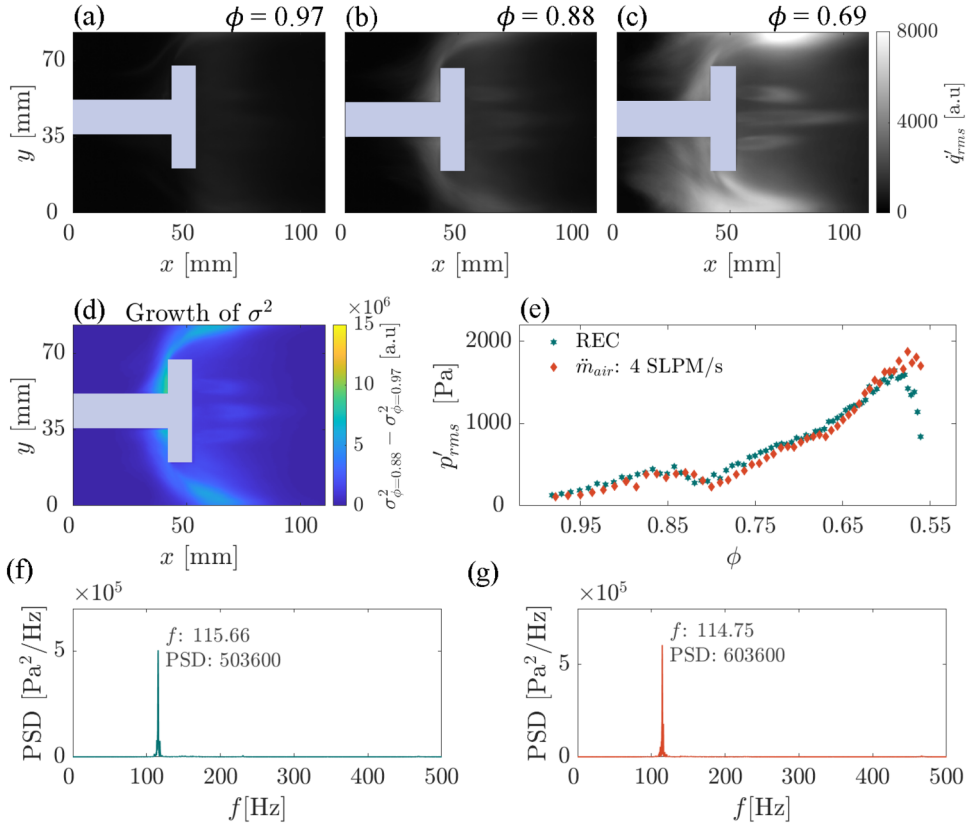 (a) ϕ = 0.97 (b) ϕ = 0.88 (c) ϕ = 0.69
70
35
0
y [mm]
0 50 100
x [mm]
0 50 100
x [mm]
0 50 100
x [mm]
8000
4000
0
q̇′rms [a.u]
(d) Growth of σ²
70
35
0
y [mm]
0 50 100
x [mm]
×10⁶
15
10
5
0
σ²ϕ=0.88 − σ²ϕ=0.97 [a.u]
(e)
REC
m̈air: 4 SLPM/s
2000
1000
0
p′rms [Pa]
0.95 0.85 0.75 0.65 0.55
ϕ
(f)
×10⁵
5
0
PSD [Pa²/Hz]
f: 115.66
PSD: 503600
0 100 200 300 400 500
f[Hz]
(g)
×10⁵
5
0
PSD [Pa²/Hz]
f: 114.75
PSD: 603600
0 100 200 300 400 500
f[Hz]